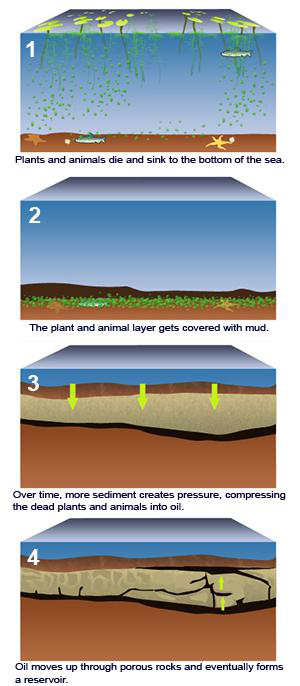 1
Plants and animals die and sink to the bottom of the sea.
2
The plant and animal layer gets covered with mud.
3
Over time, more sediment creates pressure, compressing
the dead plants and animals into oil.
4
Oil moves up through porous rocks and eventually forms
a reservoir.